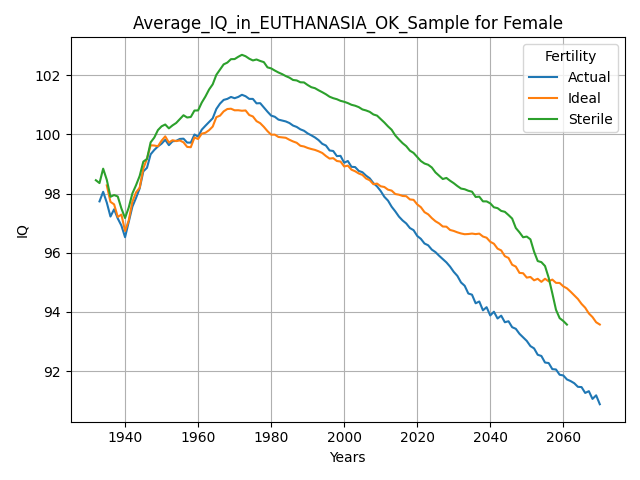 Average_IQ_in_EUTHANASIA_OK_Sample for Female
Fertility
Actual
Ideal
Sterile
IQ
102
100
98
96
94
92
1940
1960
1980
2000
2020
2040
2060
Years